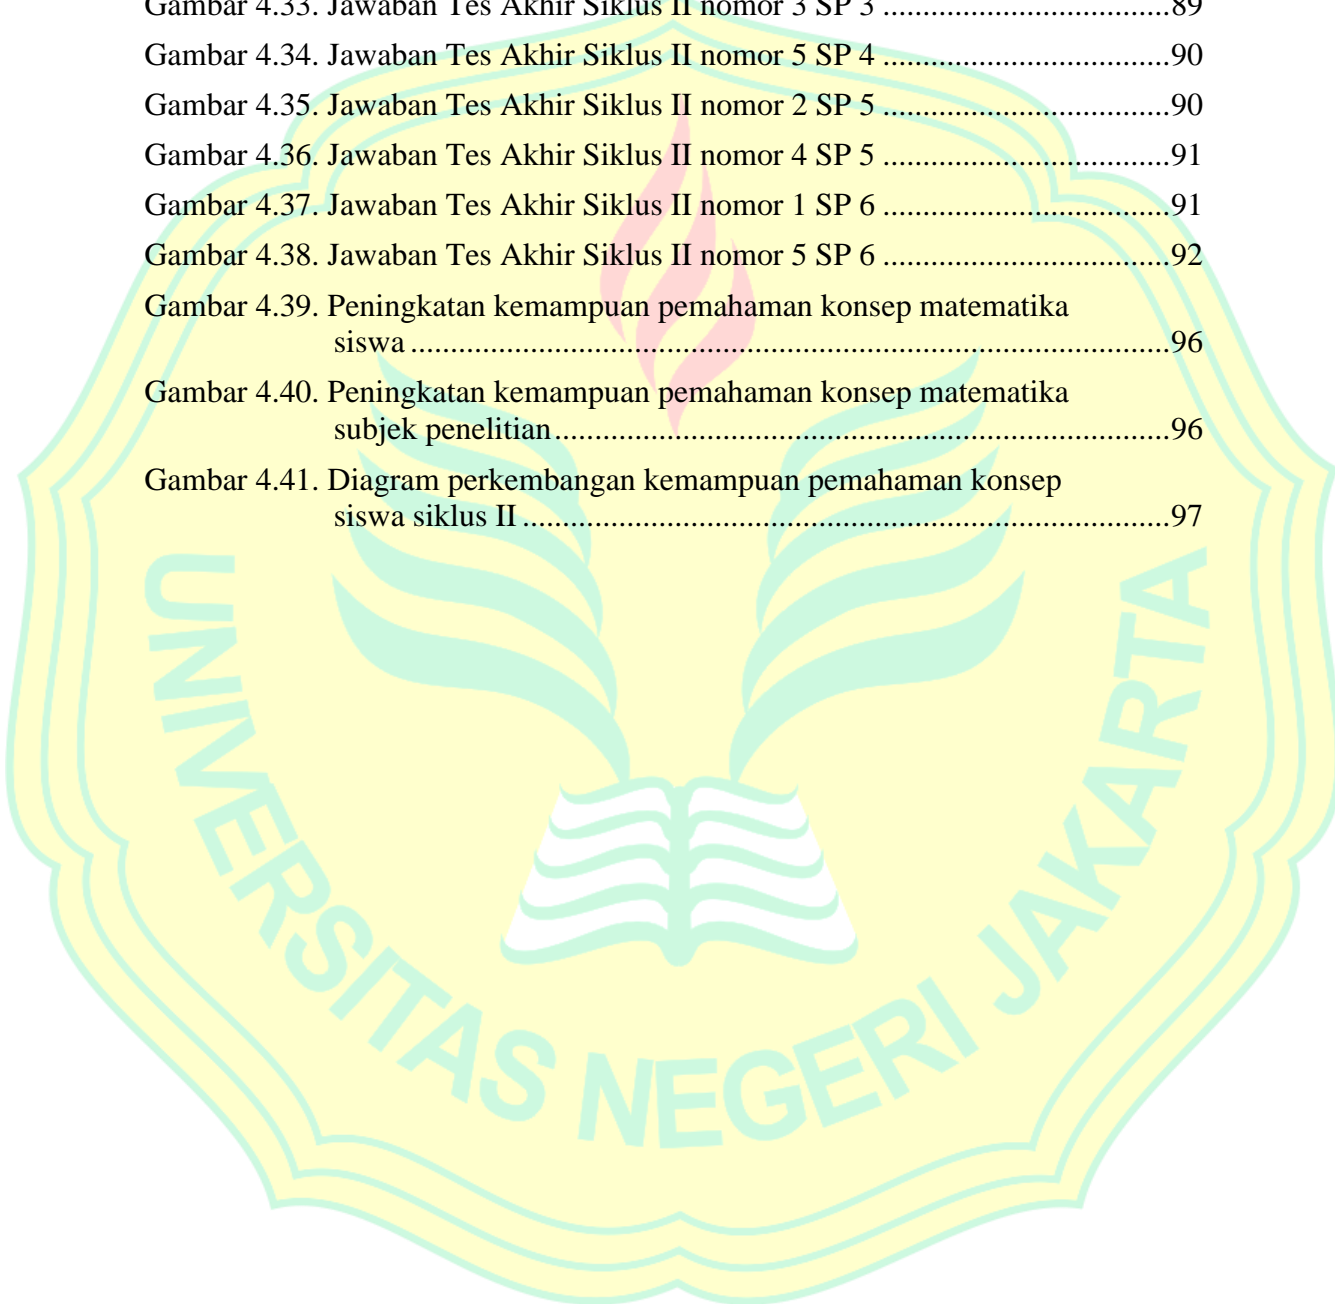 Gambar 4.33. Jawaban Tes Akhir Siklus II nomor 3 SP 3 ....................................89
Gambar 4.34. Jawaban Tes Akhir Siklus II nomor 5 SP 4 ....................................90
Gambar 4.35. Jawaban Tes Akhir Siklus II nomor 2 SP 5 ....................................90
Gambar 4.36. Jawaban Tes Akhir Siklus II nomor 4 SP 5 ....................................91
Gambar 4.37. Jawaban Tes Akhir Siklus II nomor 1 SP 6 ....................................91
Gambar 4.38. Jawaban Tes Akhir Siklus II nomor 5 SP 6 ....................................92
Gambar 4.39. Peningkatan kemampuan pemahaman konsep matematika
siswa ................................................................................................96
Gambar 4.40. Peningkatan kemampuan pemahaman konsep matematika
subjek penelitian..............................................................................96
Gambar 4.41. Diagram perkembangan kemampuan pemahaman konsep
siswa siklus II ..................................................................................97
UNIVERSITAS NEGERI JAKARTA